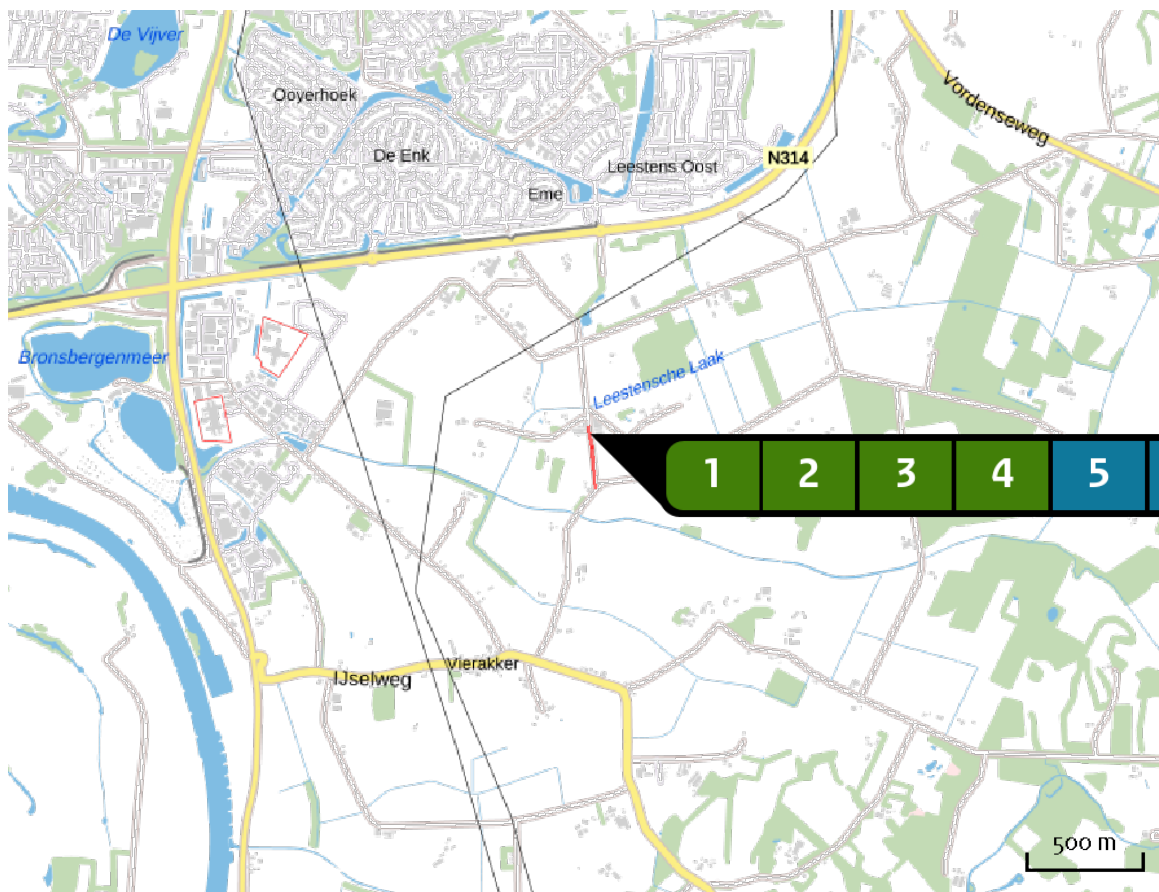 De Vijver
Ooyerhoek
Vordenseweg
De Enk
N314
Leestens Oost
Eme
Bronsbergenmeer
Leestensche Laak
1 2 3 4 5
Vierakker
IJselweg
500 m